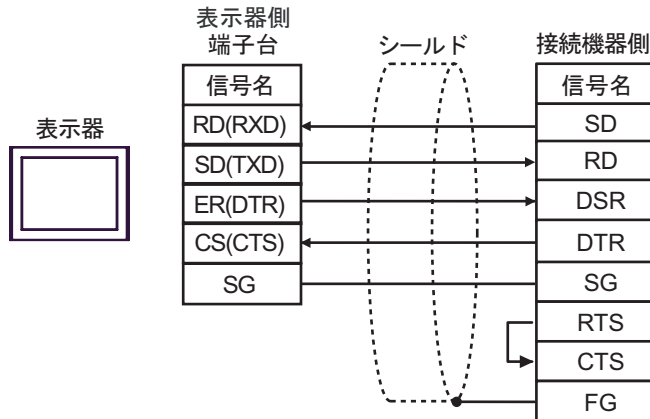 表示器
表示器側
端子台
信号名
RD(RXD)
SD(TXD)
ER(DTR)
CS(CTS)
SG
シールド
接続機器側
信号名
SD
RD
DSR
DTR
SG
RTS
CTS
FG